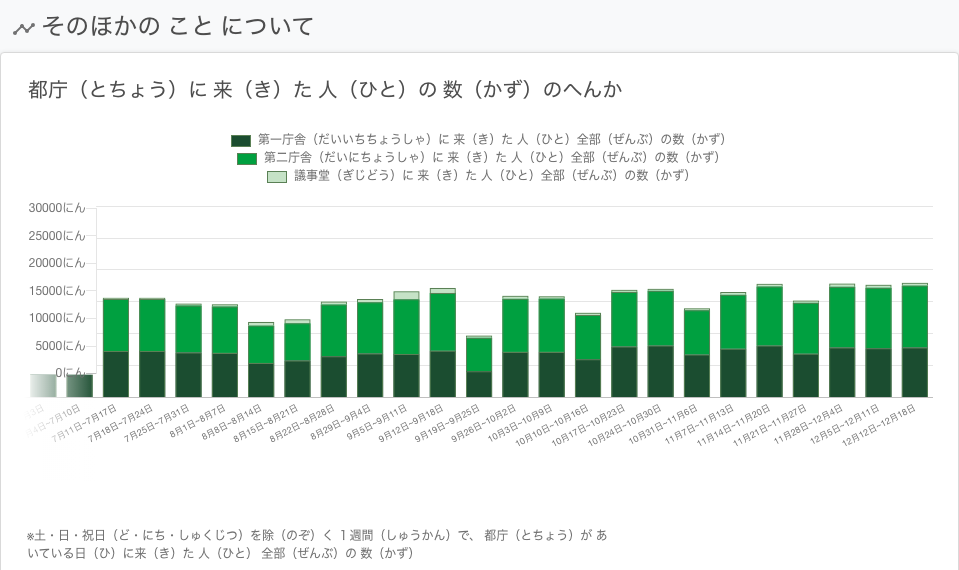 そのほかの こと について
都庁（とちょう）に 来（き）た 人（ひと）の 数（かず）のへんか
第一庁舎（だいいちちょうしゃ）に 来（き）た 人（ひと）全部（ぜんぶ）の数（かず）
第二庁舎（だいにちょうしゃ）に 来（き）た 人（ひと）全部（ぜんぶ）の数（かず）
議事堂（ぎじどう）に 来（き）た 人（ひと）全部（ぜんぶ）の数（かず）
30000にん
25000にん
20000にん
15000にん
10000にん
5000にん
0にん
7月11日~7月17日
7月18日~7月24日
7月25日~7月31日
8月1日~8月7日
8月8日~8月14日
8月15日~8月21日
8月22日~8月28日
8月29日~9月4日
9月5日~9月11日
9月12日~9月18日
9月19日~9月25日
9月26日~10月2日
10月3日~10月9日
10月10日~10月16日
10月17日~10月23日
10月24日~10月30日
10月31日~11月6日
11月7日~11月13日
11月14日~11月20日
11月21日~11月27日
11月28日~12月4日
12月5日~12月11日
12月12日~12月18日
※土・日・祝日（ど・にち・しゅくじつ）を除（のぞ）く １週間（しゅうかん）で、 都庁（とちょう）が あ
いている日（ひ）に来（き）た 人（ひと） 全部（ぜんぶ）の 数（かず）